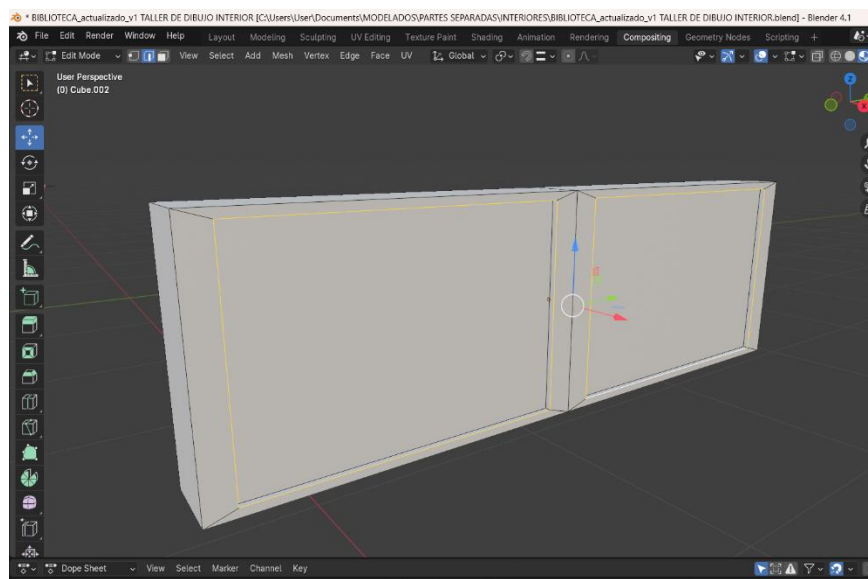 * BIBLIOTECA_actualizado_v1 TALLER DE DIBUJO INTERIOR [C:\Users\User\Documents\MODELADOS\PARTES SEPARADAS\INTERIORES\BIBLIOTECA_actualizado_v1 TALLER DE DIBUJO INTERIOR.blend] - Blender 4.1
File Edit Render Window Help Layout Modeling Sculpting UV Editing Texture Paint Shading Animation Rendering Compositing Geometry Nodes Scripting +
Edit Mode View Select Add Mesh Vertex Edge Face UV Global
User Perspective
(0) Cube.002
Z
X
Dope Sheet View Select Marker Channel Key